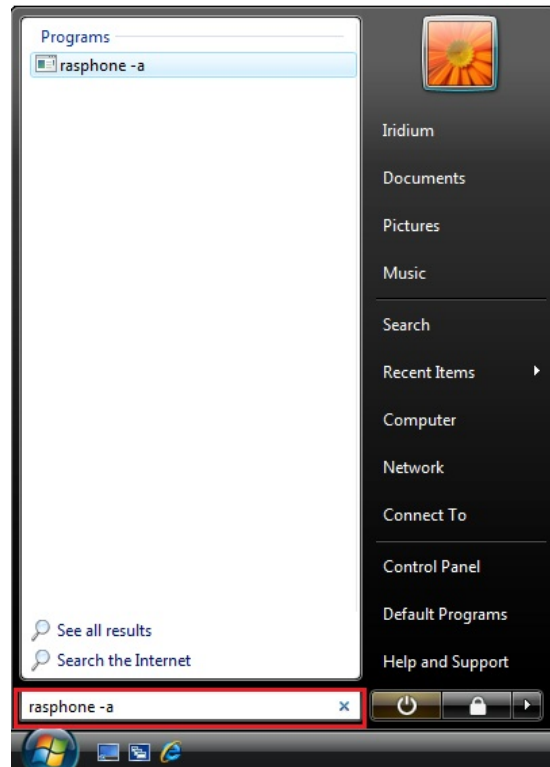 Programs
rasphone -a
See all results
Search the Internet
rasphone -a
Iridium
Documents
Pictures
Music
Search
Recent Items
Computer
Network
Connect To
Control Panel
Default Programs
Help and Support